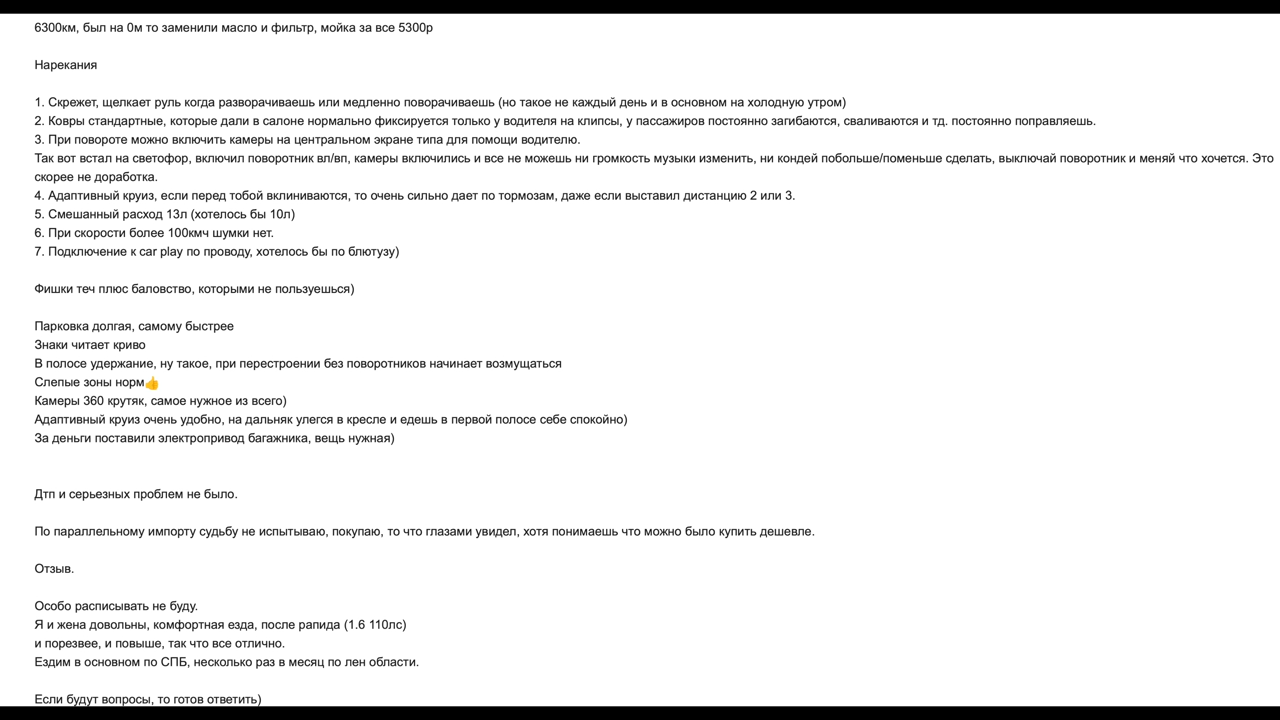 6300км, был на 0м то заменили масло и фильтр, мойка за все 5300р
Нарекания
1. Скрежет, щелкает руль когда разворачиваешь или медленно поворачиваешь (но такое не каждый день и в основном на холодную утром)
2. Ковры стандартные, которые дали в салоне нормально фиксируется только у водителя на клипсы, у пассажиров постоянно загибаются, сваливаются и тд. постоянно поправляешь.
3. При повороте можно включить камеры на центральном экране типа для помощи водителю.
Так вот встал на светофор, включил поворотник вл/вп, камеры включились и все не можешь ни громкость музыки изменить, ни кондей побольше/поменьше сделать, выключай поворотник и меняй что хочется. Это
скорее не доработка.
4. Адаптивный круиз, если перед тобой вклиниваются, то очень сильно дает по тормозам, даже если выставил дистанцию 2 или 3.
5. Смешанный расход 13л (хотелось бы 10л)
6. При скорости более 100кмч шумки нет.
7. Подключение к car play по проводу, хотелось бы по блютузу)
Фишки теч плюс баловство, которыми не пользуешься)
Парковка долгая, самому быстрее
Знаки читает криво
В полосе удержание, ну такое, при перестроении без поворотников начинает возмущаться
Слепые зоны норм👍
Камеры 360 крутяк, самое нужное из всего)
Адаптивный круиз очень удобно, на дальняк улегся в кресле и едешь в первой полосе себе спокойно)
За деньги поставили электропривод багажника, вещь нужная)
Дтп и серьезных проблем не было.
По параллельному импорту судьбу не испытываю, покупаю, то что глазами увидел, хотя понимаешь что можно было купить дешевле.
Отзыв.
Особо расписывать не буду.
Я и жена довольны, комфортная езда, после рапида (1.6 110лс)
и порезвее, и повыше, так что все отлично.
Ездим в основном по СПБ, несколько раз в месяц по лен области.
Если будут вопросы, то готов ответить)